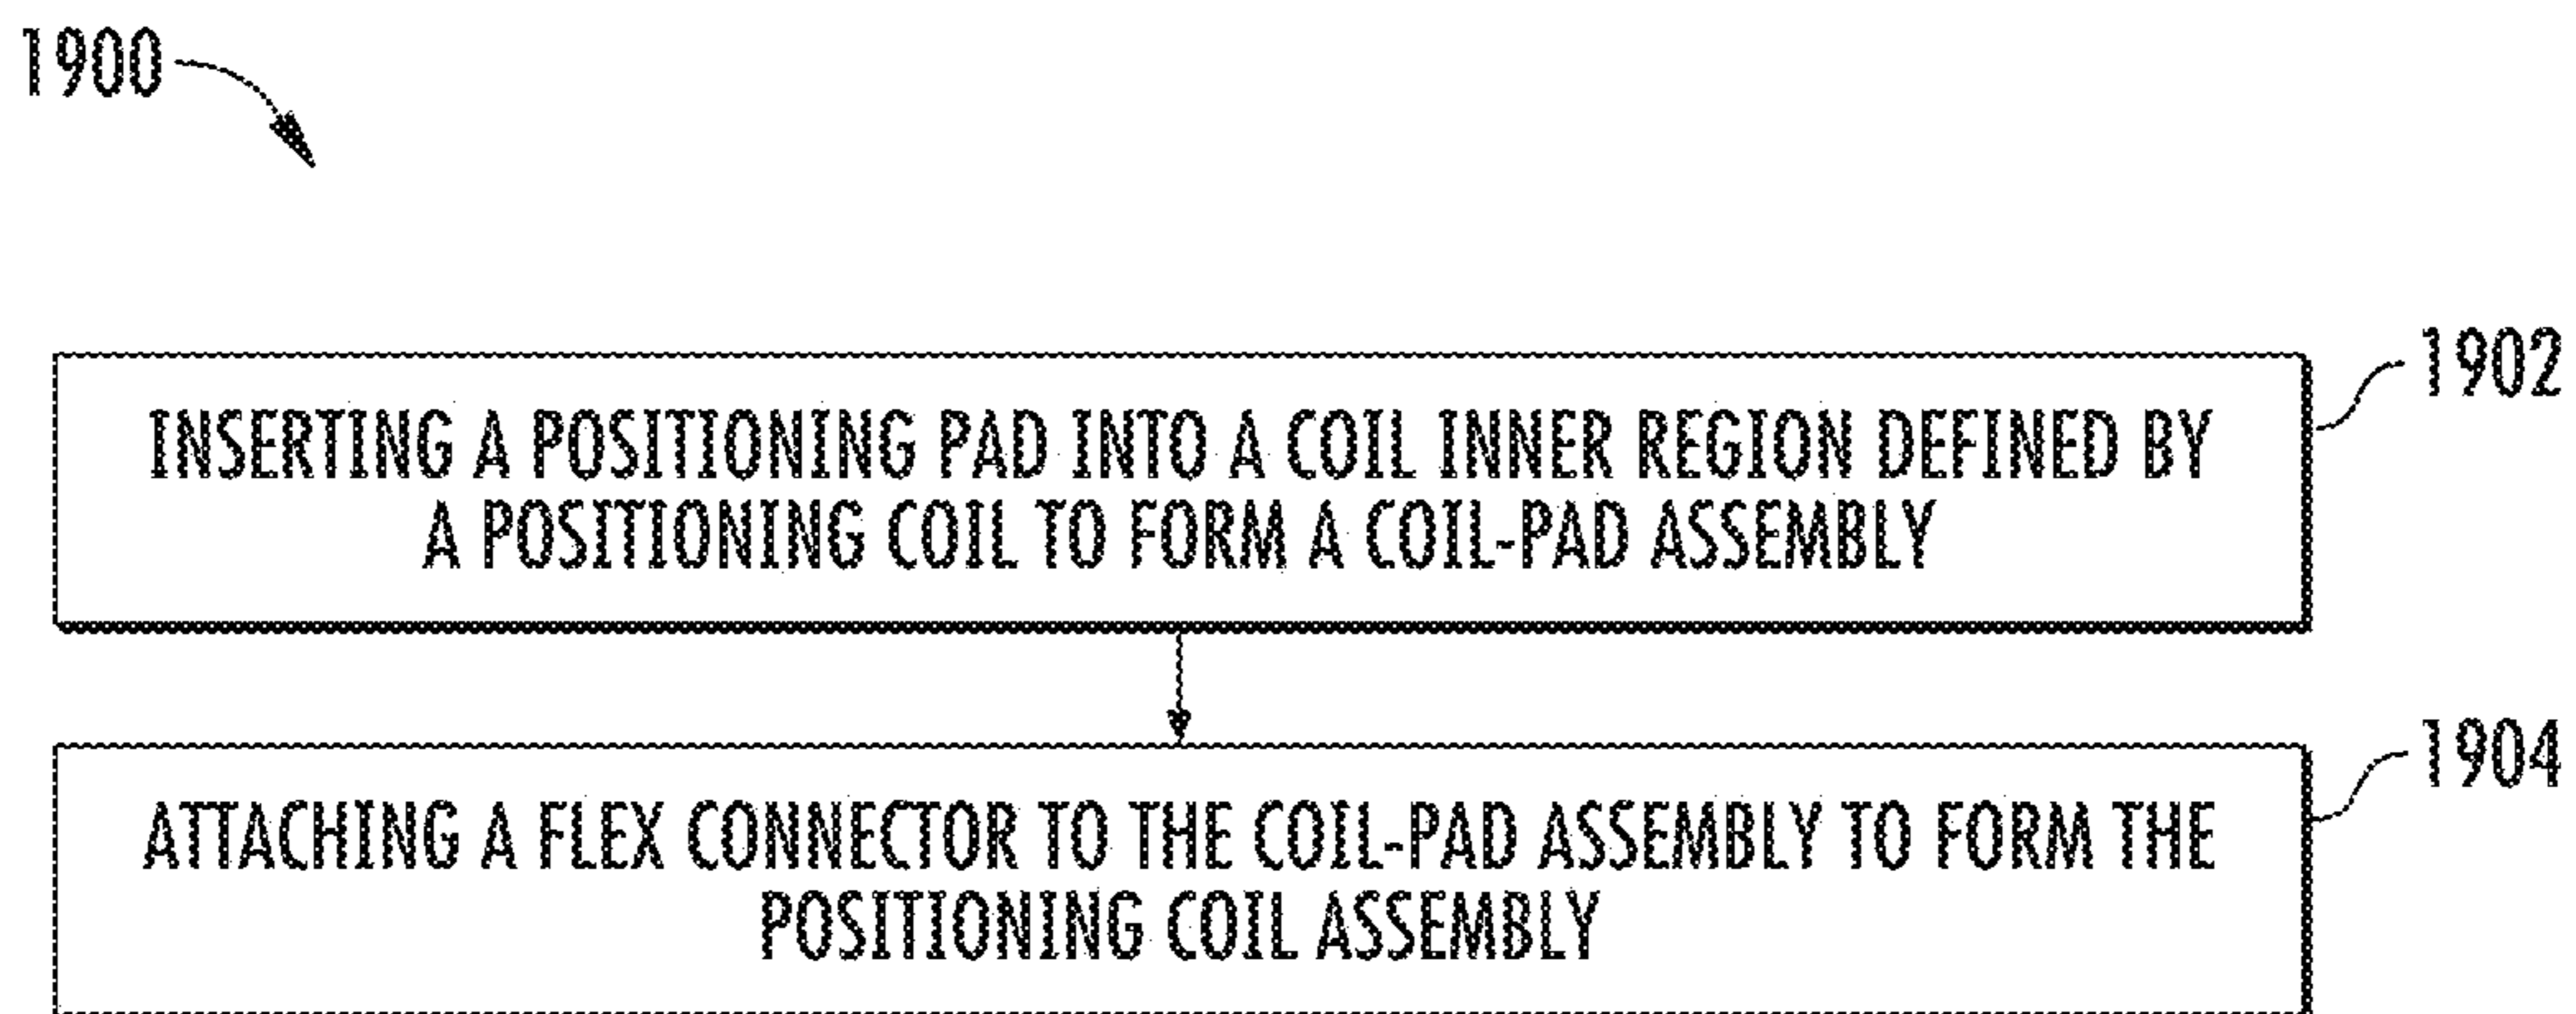 1900
1902
INSERTING A POSITIONING PAD INTO A COIL INNER REGION DEFINED BY
A POSITIONING COIL TO FORM A COIL-PAD ASSEMBLY
1904
ATTACHING A FLEX CONNECTOR TO THE COIL-PAD ASSEMBLY TO FORM THE
POSITIONING COIL ASSEMBLY